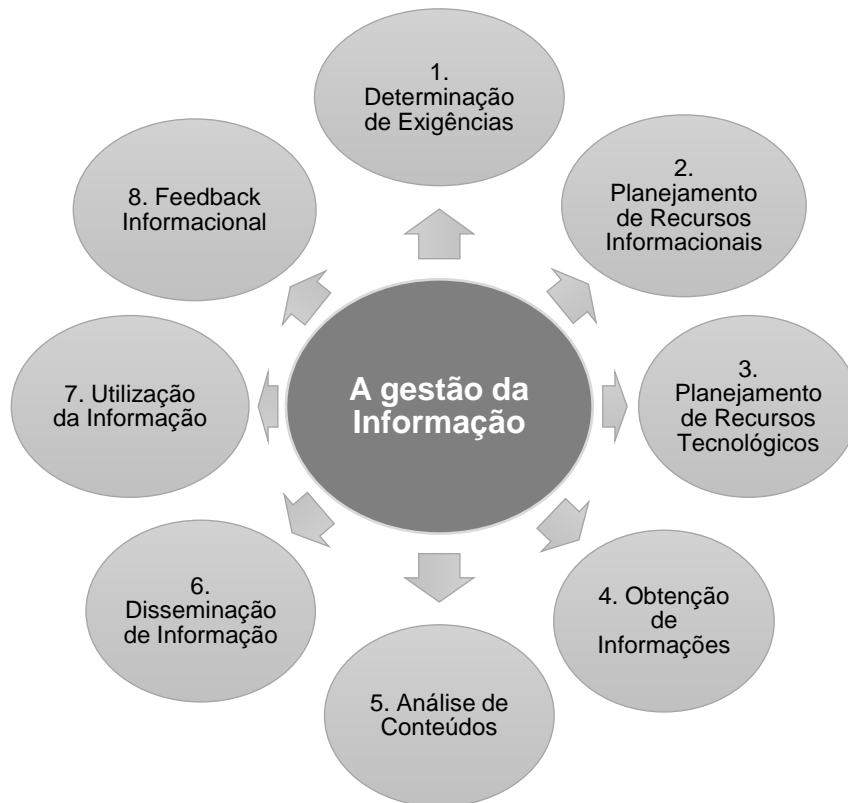 1.
Determinação
de Exigências
2.
Planejamento
de Recursos
Informacionais
3.
Planejamento
de Recursos
Tecnológicos
4. Obtenção
de
Informações
5. Análise de
Conteúdos
6.
Disseminação
de Informação
7. Utilização
da Informação
8. Feedback
Informacional
A gestão da
Informação